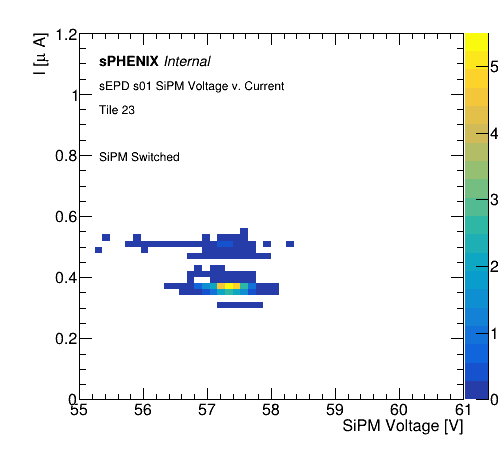 I [μ A]
1.2
1
0.8
0.6
0.4
0.2
0
sPHENIX Internal
sEPD s01 SiPM Voltage v. Current
Tile 23
SiPM Switched
5
4
3
2
1
0
55 56 57 58 59 60 61
SiPM Voltage [V]